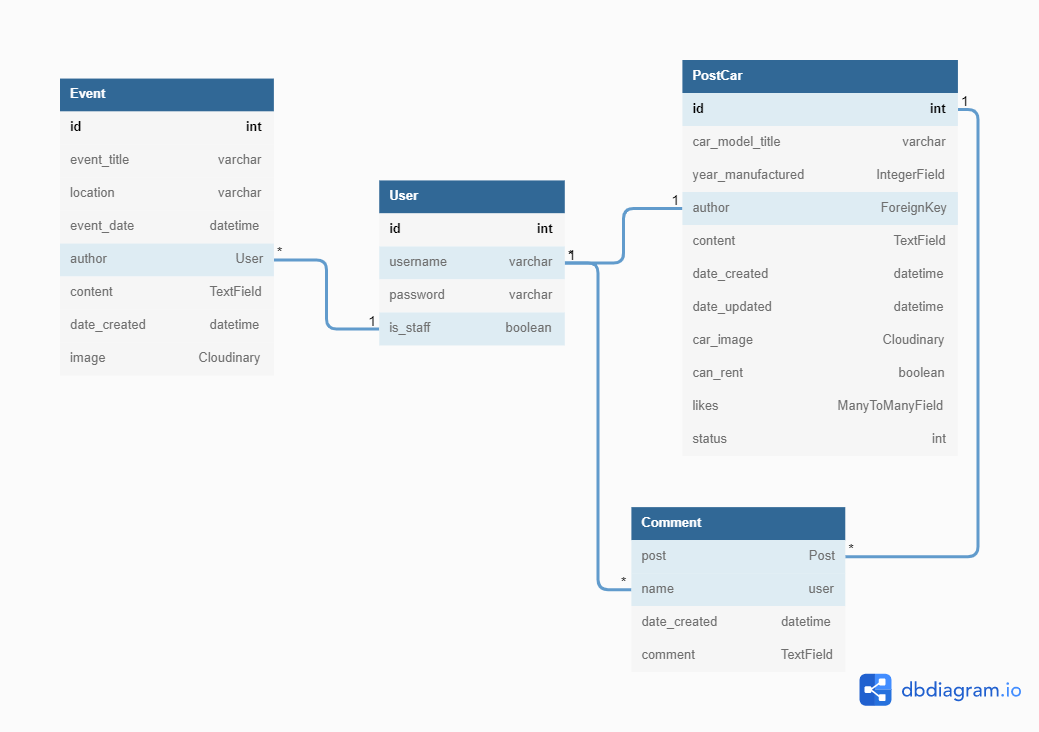 Event
id int
event_title varchar
location varchar
event_date datetime
author User
content TextField
date_created datetime
image Cloudinary
*
1
User
id int
username varchar
password varchar
is_staff boolean
*
1
PostCar
id int
car_model_title varchar
year_manufactured IntegerField
author ForeignKey
content TextField
date_created datetime
date_updated datetime
car_image Cloudinary
can_rent boolean
likes ManyToManyField
status int
1
1
Comment
post Post
name user
date_created datetime
comment TextField
*
*
dbdiagram.io